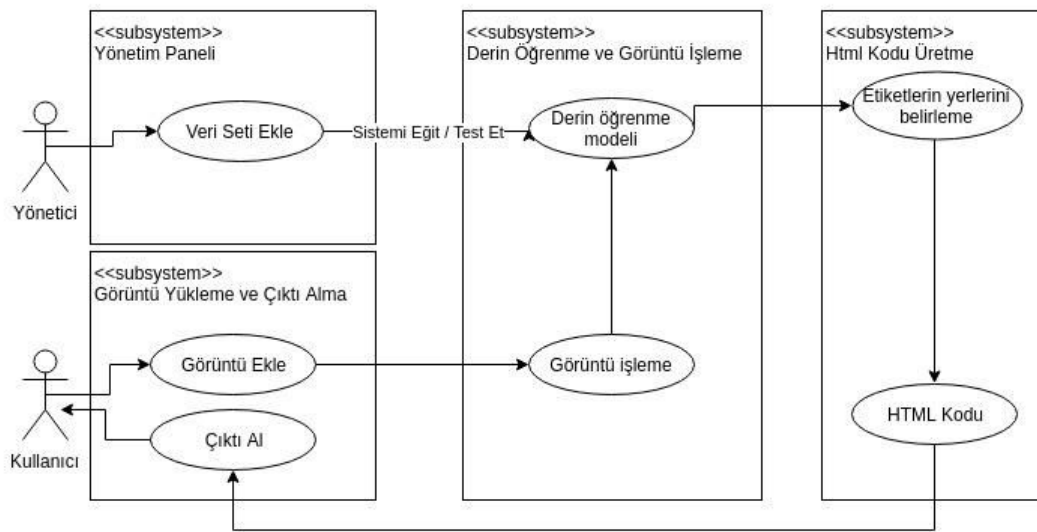 <<subsystem>>
Yönetim Paneli
Veri Seti Ekle
Yönetici
Sistemi Eğit / Test Et
<<subsystem>>
Derin Öğrenme ve Görüntü İşleme
Derin öğrenme
modeli
<<subsystem>>
Html Kodu Üretme
Etiketlerin yerlerini
belirleme
<<subsystem>>
Görüntü Yükleme ve Çıktı Alma
Görüntü Ekle
Çıktı Al
Kullanıcı
Görüntü işleme
HTML Kodu